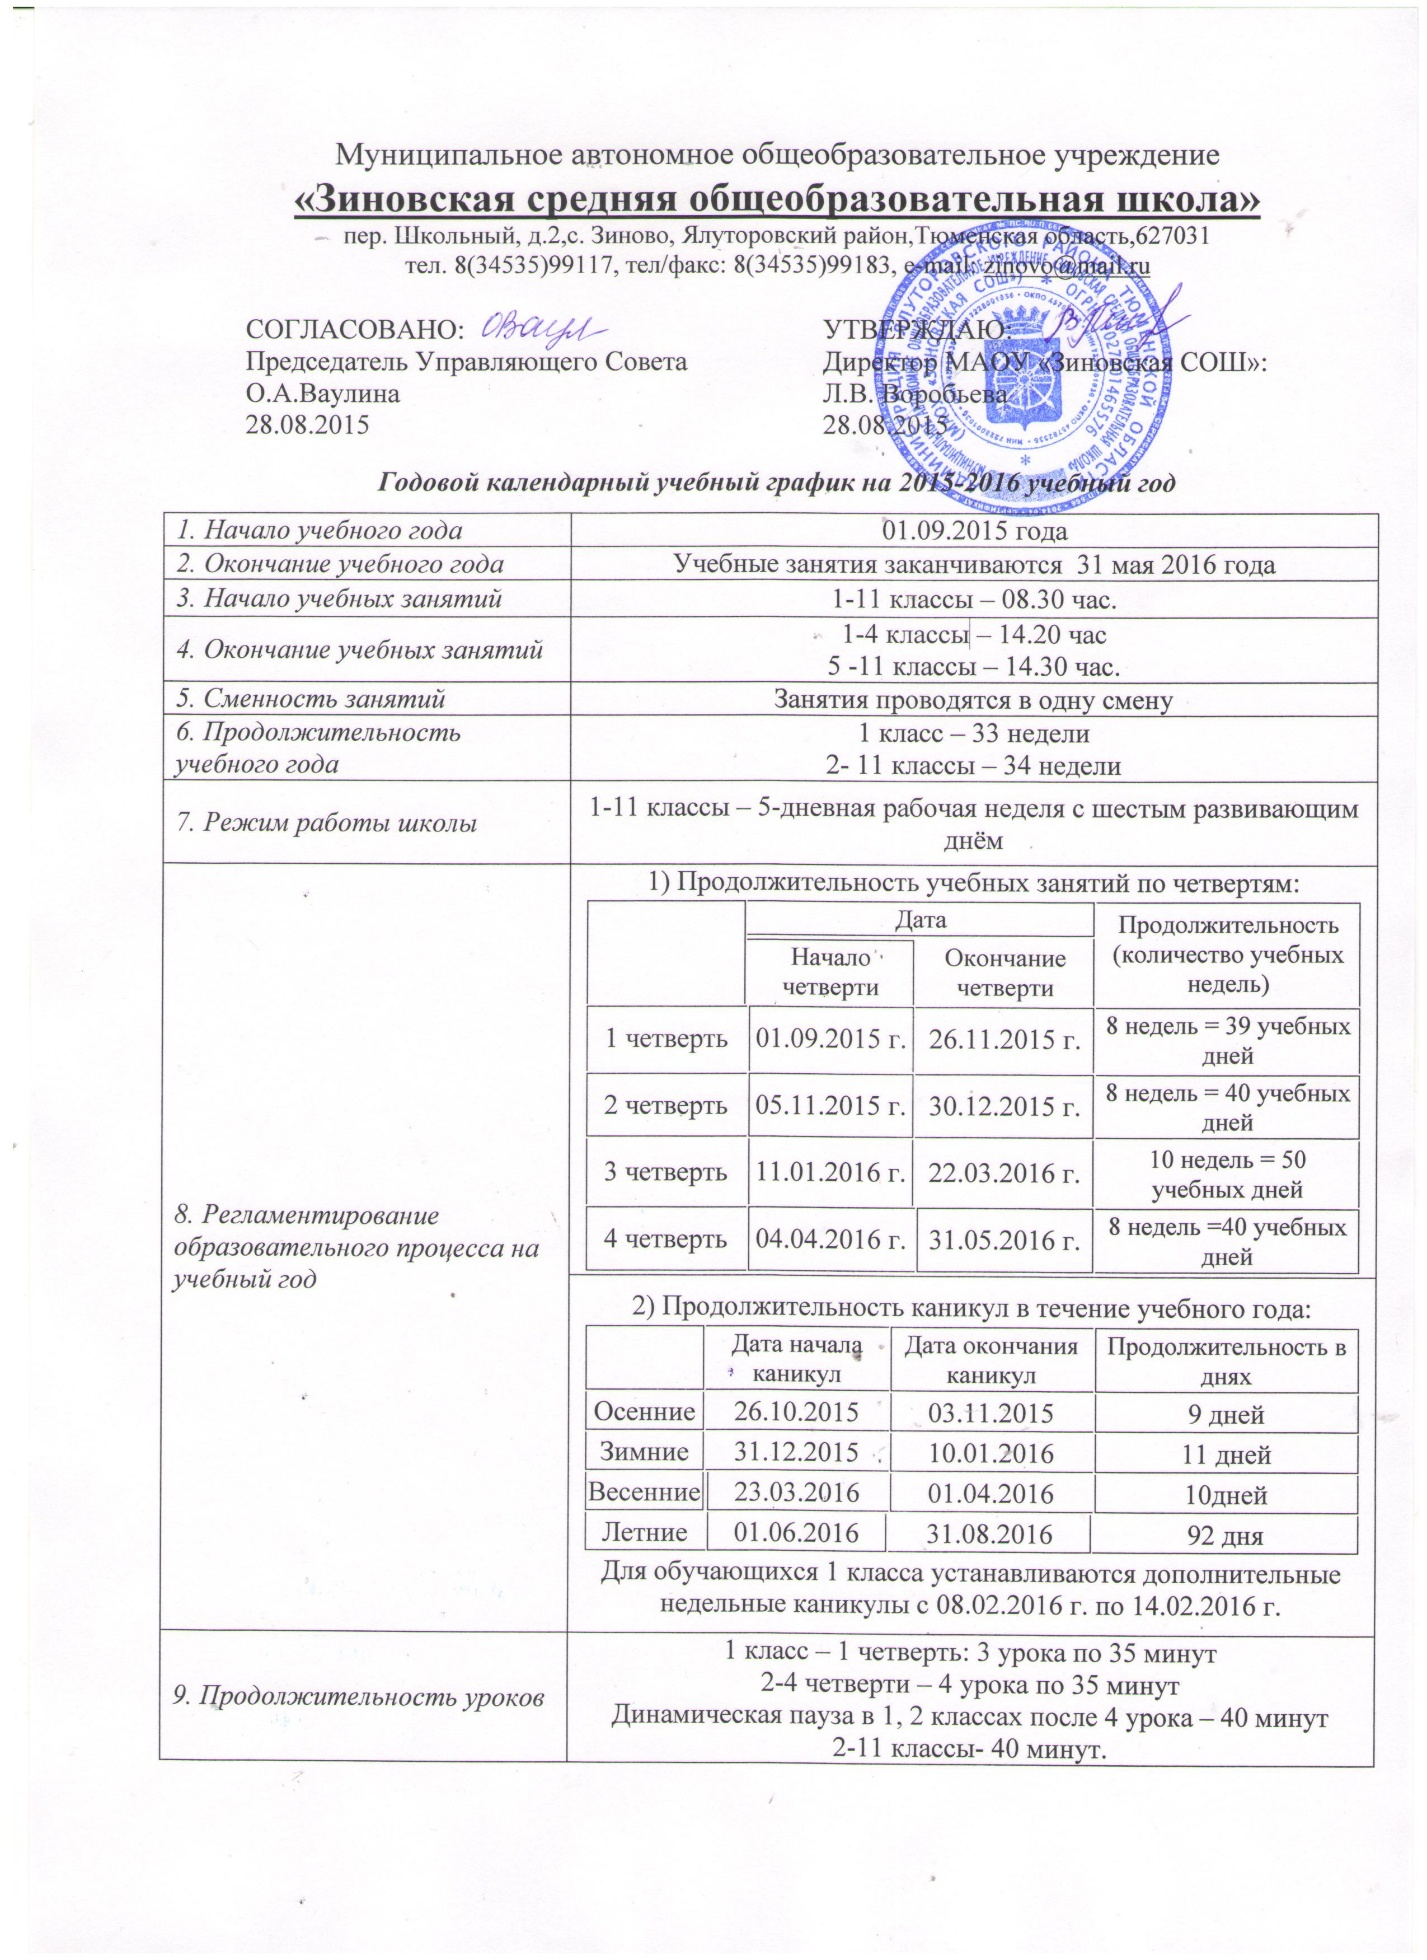 Муниципальное автономное общеобразовательное учреждение
«Зиновская средняя общеобразовательная школа»
пер. Школьный, д.2,с. Зиново, Ялуторовский район,Тюменская область,627031
тел. 8(34535)99117, тел/факс: 8(34535)99183, e-mail: zinovo@mail.ru
СОГЛАСОВАНО:
Председатель Управляющего Совета
О.А.Ваулина
28.08.2015
УТВЕРЖДАЮ:
Директор МАОУ «Зиновская СОШ»:
Л.В. Воробьева
28.08.2015
Годовой календарный учебный график на 2015-2016 учебный год
1. Начало учебного года
01.09.2015 года
2. Окончание учебного года
Учебные занятия заканчиваются 31 мая 2016 года
3. Начало учебных занятий
1-11 классы – 08.30 час.
4. Окончание учебных занятий
1-4 классы – 14.20 час
5 -11 классы – 14.30 час.
5. Сменность занятий
Занятия проводятся в одну смену
6. Продолжительность
учебного года
1 класс – 33 недели
2- 11 классы – 34 недели
7. Режим работы школы
1-11 классы – 5-дневная рабочая неделя с шестым развивающим
днём
8. Регламентирование
образовательного процесса на
учебный год
1) Продолжительность учебных занятий по четвертям:
Дата
Продолжительность
(количество учебных
недель)
Начало
четверти
Окончание
четверти
1 четверть 01.09.2015 г. 26.11.2015 г. 8 недель = 39 учебных
дней
2 четверть 05.11.2015 г. 30.12.2015 г. 8 недель = 40 учебных
дней
3 четверть 11.01.2016 г. 22.03.2016 г. 10 недель = 50
учебных дней
4 четверть 04.04.2016 г. 31.05.2016 г. 8 недель =40 учебных
дней
2) Продолжительность каникул в течение учебного года:
Дата начала
каникул
Дата окончания
каникул
Продолжительность в
днях
Осенние 26.10.2015 03.11.2015 9 дней
Зимние 31.12.2015 10.01.2016 11 дней
Весенние 23.03.2016 01.04.2016 10дней
Летние 01.06.2016 31.08.2016 92 дня
Для обучающихся 1 класса устанавливаются дополнительные
недельные каникулы с 08.02.2016 г. по 14.02.2016 г.
9. Продолжительность уроков
1 класс – 1 четверть: 3 урока по 35 минут
2-4 четверти – 4 урока по 35 минут
Динамическая пауза в 1, 2 классах после 4 урока – 40 минут
2-11 классы- 40 минут.